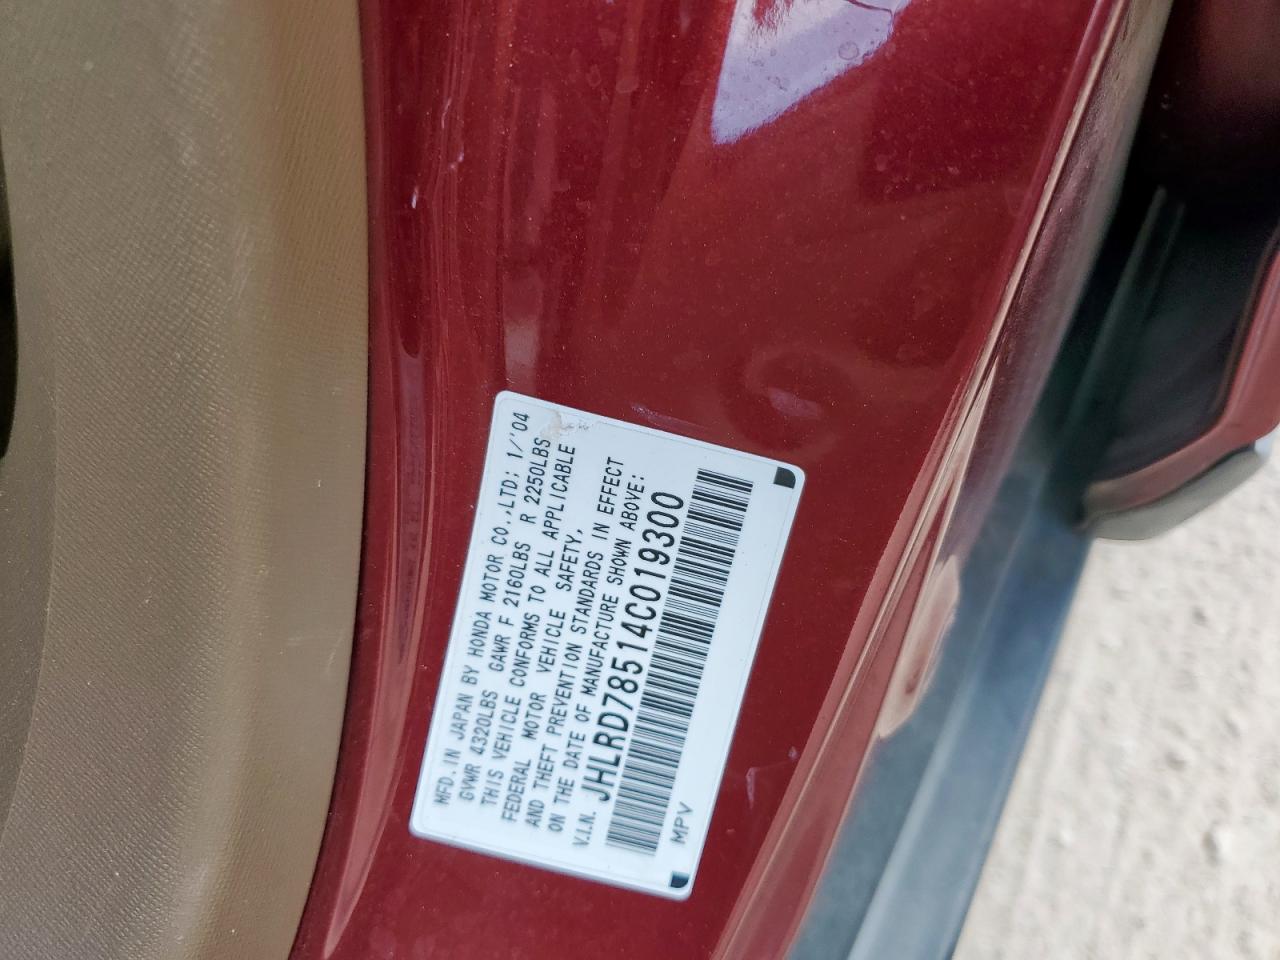 MFD. IN JAPAN BY HONDA MOTOR CO.,LTD: 1/'04
GVWR 4320LBS GAWR F 2160LBS R 2250LBS
THIS VEHICLE CONFORMS TO ALL APPLICABLE
FEDERAL MOTOR VEHICLE SAFETY,
AND THEFT PREVENTION STANDARDS IN EFFECT
ON THE DATE OF MANUFACTURE SHOWN ABOVE:
V.I.N. JHLRD78514C019300
MPV